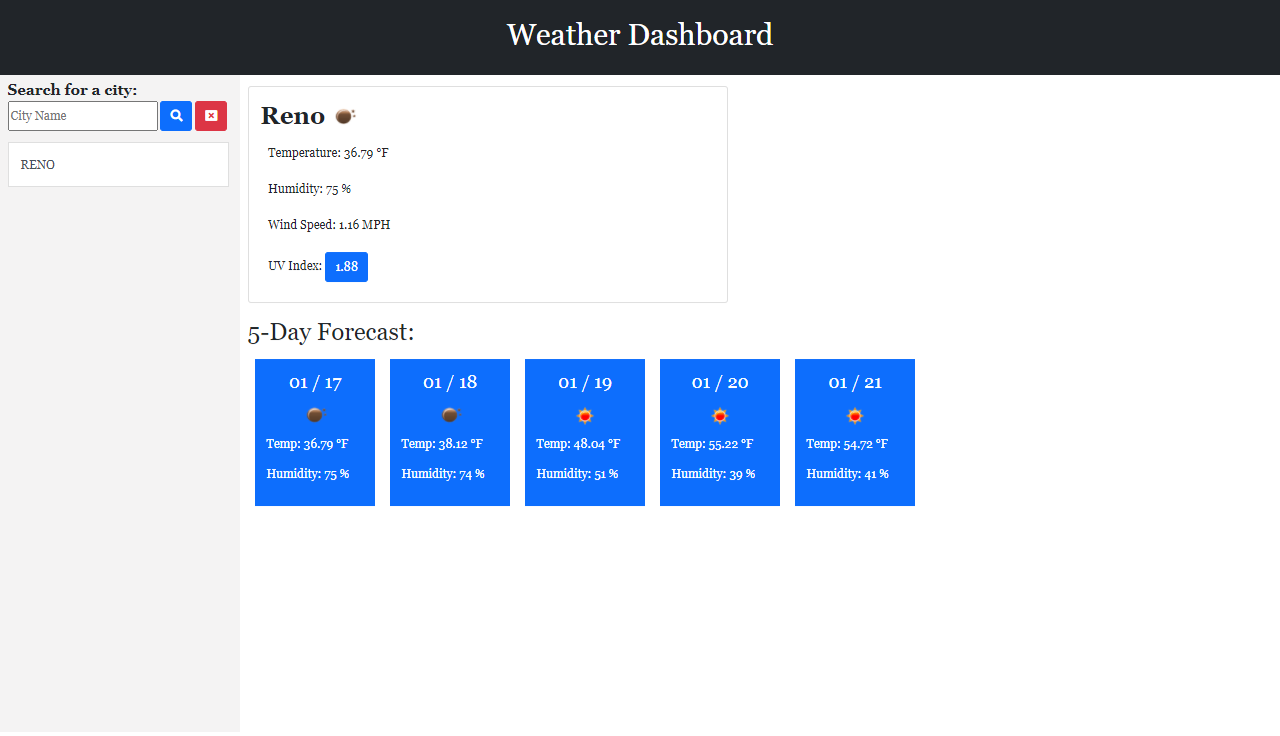 Weather Dashboard
Search for a city:
City Name
RENO
Reno
Temperature: 36.79 °F
Humidity: 75 %
Wind Speed: 1.16 MPH
UV Index: 1.88
5-Day Forecast:
01 / 17
Temp: 36.79 °F
Humidity: 75 %
01 / 18
Temp: 38.12 °F
Humidity: 74 %
01 / 19
Temp: 48.04 °F
Humidity: 51 %
01 / 20
Temp: 55.22 °F
Humidity: 39 %
01 / 21
Temp: 54.72 °F
Humidity: 41 %